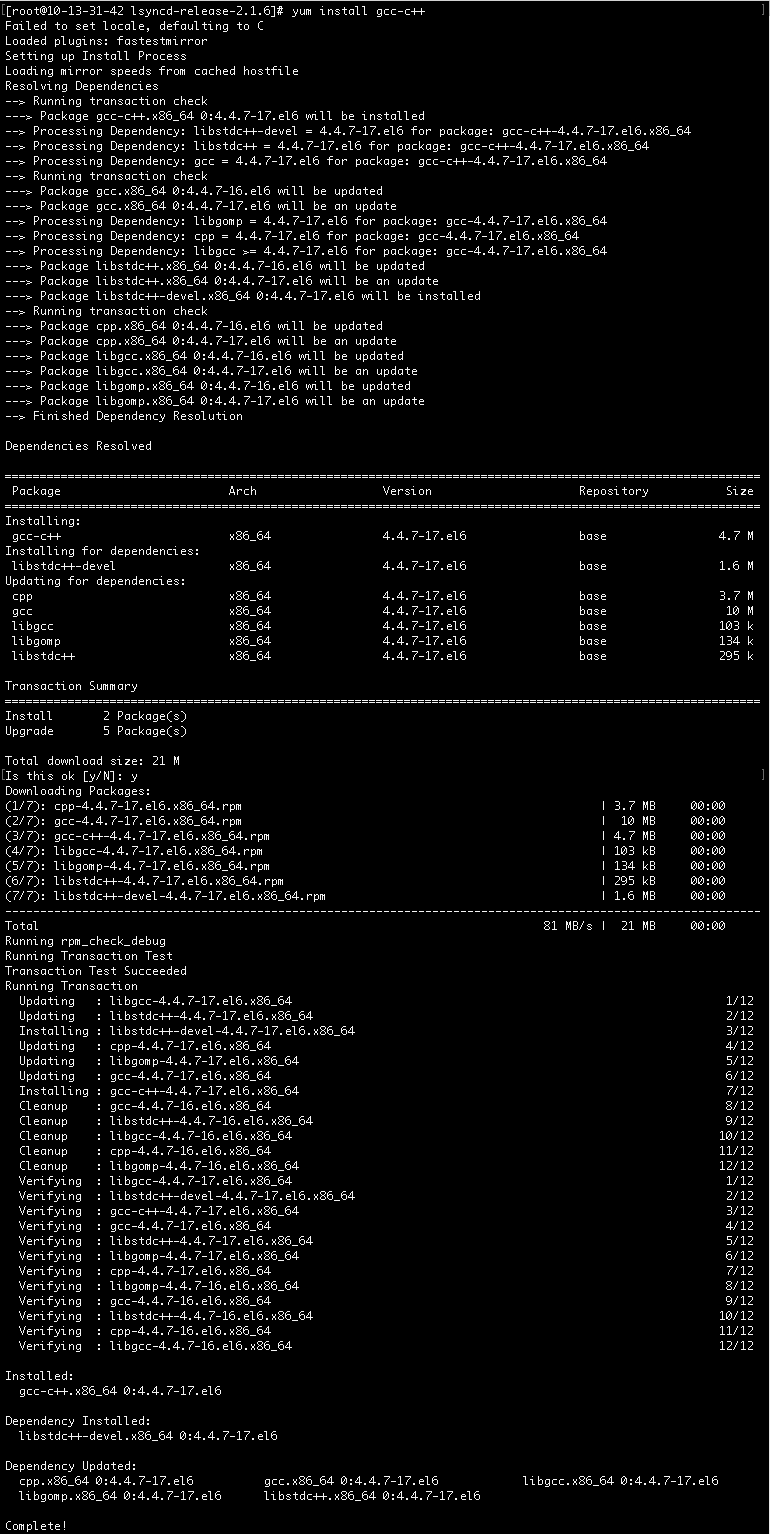 [[root@10-13-31-42 lsyncd-release-2.1.6]# yum install gcc-c++ ]
Failed to set locale, defaulting to C
Loaded plugins: fastestmirror
Setting up Install Process
Loading mirror speeds from cached hostfile
Resolving Dependencies
--> Running transaction check
---> Package gcc-c++.x86_64 0:4.4.7-17.el6 will be installed
--> Processing Dependency: libstdc++-devel = 4.4.7-17.el6 for package: gcc-c++-4.4.7-17.el6.x86_64
--> Processing Dependency: libstdc++ = 4.4.7-17.el6 for package: gcc-c++-4.4.7-17.el6.x86_64
--> Processing Dependency: gcc = 4.4.7-17.el6 for package: gcc-c++-4.4.7-17.el6.x86_64
--> Running transaction check
---> Package gcc.x86_64 0:4.4.7-16.el6 will be updated
---> Package gcc.x86_64 0:4.4.7-17.el6 will be an update
--> Processing Dependency: libgomp = 4.4.7-17.el6 for package: gcc-4.4.7-17.el6.x86_64
--> Processing Dependency: cpp = 4.4.7-17.el6 for package: gcc-4.4.7-17.el6.x86_64
--> Processing Dependency: libgcc >= 4.4.7-17.el6 for package: gcc-4.4.7-17.el6.x86_64
---> Package libstdc++.x86_64 0:4.4.7-16.el6 will be updated
---> Package libstdc++.x86_64 0:4.4.7-17.el6 will be an update
---> Package libstdc++-devel.x86_64 0:4.4.7-17.el6 will be installed
--> Running transaction check
---> Package cpp.x86_64 0:4.4.7-16.el6 will be updated
---> Package cpp.x86_64 0:4.4.7-17.el6 will be an update
---> Package libgcc.x86_64 0:4.4.7-16.el6 will be updated
---> Package libgcc.x86_64 0:4.4.7-17.el6 will be an update
---> Package libgomp.x86_64 0:4.4.7-16.el6 will be updated
---> Package libgomp.x86_64 0:4.4.7-17.el6 will be an update
--> Finished Dependency Resolution
Dependencies Resolved
Package Arch Version Repository Size
Installing:
gcc-c++ x86_64 4.4.7-17.el6 base 4.7 M
Installing for dependencies:
libstdc++-devel x86_64 4.4.7-17.el6 base 1.6 M
Updating for dependencies:
cpp x86_64 4.4.7-17.el6 base 3.7 M
gcc x86_64 4.4.7-17.el6 base 10 M
libgcc x86_64 4.4.7-17.el6 base 103 k
libgomp x86_64 4.4.7-17.el6 base 134 k
libstdc++ x86_64 4.4.7-17.el6 base 295 k
Transaction Summary
Install 2 Package(s)
Upgrade 5 Package(s)
Total download size: 21 M
[Is this ok [y/N]: y ]
Downloading Packages:
(1/7): cpp-4.4.7-17.el6.x86_64.rpm | 3.7 MB 00:00
(2/7): gcc-4.4.7-17.el6.x86_64.rpm | 10 MB 00:00
(3/7): gcc-c++-4.4.7-17.el6.x86_64.rpm | 4.7 MB 00:00
(4/7): libgcc-4.4.7-17.el6.x86_64.rpm | 103 kB 00:00
(5/7): libgomp-4.4.7-17.el6.x86_64.rpm | 134 kB 00:00
(6/7): libstdc++-4.4.7-17.el6.x86_64.rpm | 295 kB 00:00
(7/7): libstdc++-devel-4.4.7-17.el6.x86_64.rpm | 1.6 MB 00:00
Total 81 MB/s | 21 MB 00:00
Running rpm_check_debug
Running Transaction Test
Transaction Test Succeeded
Running Transaction
Updating : libgcc-4.4.7-17.el6.x86_64 1/12
Updating : libstdc++-4.4.7-17.el6.x86_64 2/12
Installing : libstdc++-devel-4.4.7-17.el6.x86_64 3/12
Updating : cpp-4.4.7-17.el6.x86_64 4/12
Updating : libgomp-4.4.7-17.el6.x86_64 5/12
Updating : gcc-4.4.7-17.el6.x86_64 6/12
Installing : gcc-c++-4.4.7-17.el6.x86_64 7/12
Cleanup : gcc-4.4.7-16.el6.x86_64 8/12
Cleanup : libstdc++-4.4.7-16.el6.x86_64 9/12
Cleanup : libgcc-4.4.7-16.el6.x86_64 10/12
Cleanup : cpp-4.4.7-16.el6.x86_64 11/12
Cleanup : libgomp-4.4.7-16.el6.x86_64 12/12
Verifying : libgcc-4.4.7-17.el6.x86_64 1/12
Verifying : libstdc++-devel-4.4.7-17.el6.x86_64 2/12
Verifying : gcc-c++-4.4.7-17.el6.x86_64 3/12
Verifying : gcc-4.4.7-17.el6.x86_64 4/12
Verifying : libstdc++-4.4.7-17.el6.x86_64 5/12
Verifying : libgomp-4.4.7-17.el6.x86_64 6/12
Verifying : cpp-4.4.7-17.el6.x86_64 7/12
Verifying : libgomp-4.4.7-16.el6.x86_64 8/12
Verifying : gcc-4.4.7-16.el6.x86_64 9/12
Verifying : libstdc++-4.4.7-16.el6.x86_64 10/12
Verifying : cpp-4.4.7-16.el6.x86_64 11/12
Verifying : libgcc-4.4.7-16.el6.x86_64 12/12
Installed:
gcc-c++.x86_64 0:4.4.7-17.el6
Dependency Installed:
libstdc++-devel.x86_64 0:4.4.7-17.el6
Dependency Updated:
cpp.x86_64 0:4.4.7-17.el6 gcc.x86_64 0:4.4.7-17.el6 libgcc.x86_64 0:4.4.7-17.el6
libgomp.x86_64 0:4.4.7-17.el6 libstdc++.x86_64 0:4.4.7-17.el6
Complete!